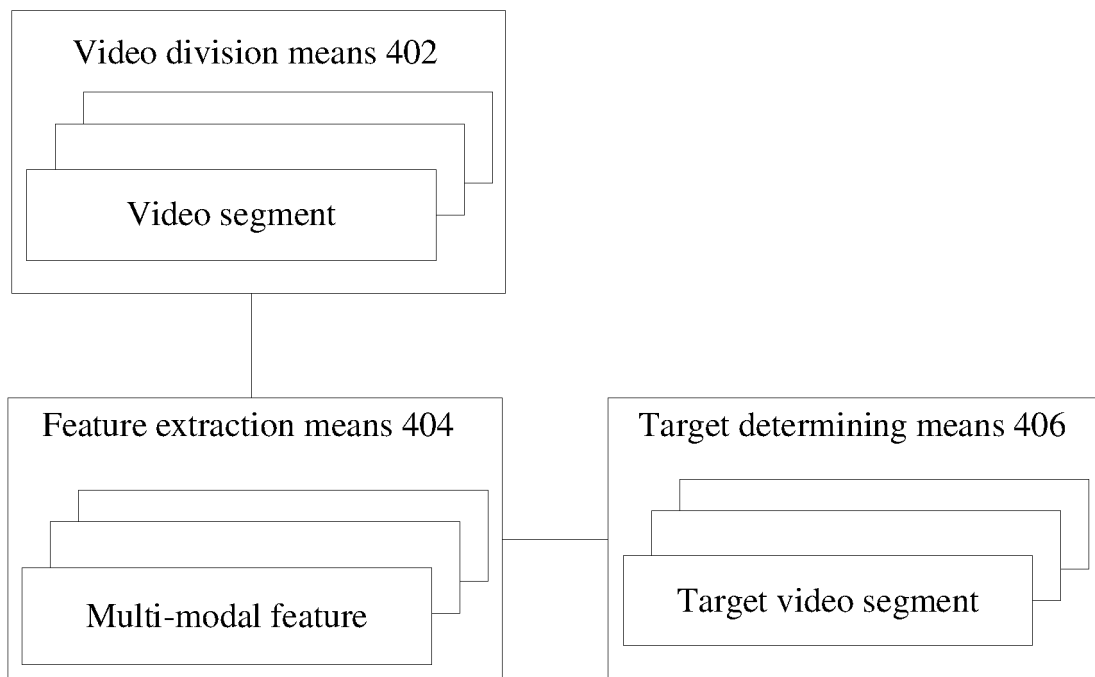 Video division means 402
Video segment
Feature extraction means 404
Multi-modal feature
Target determining means 406
Target video segment